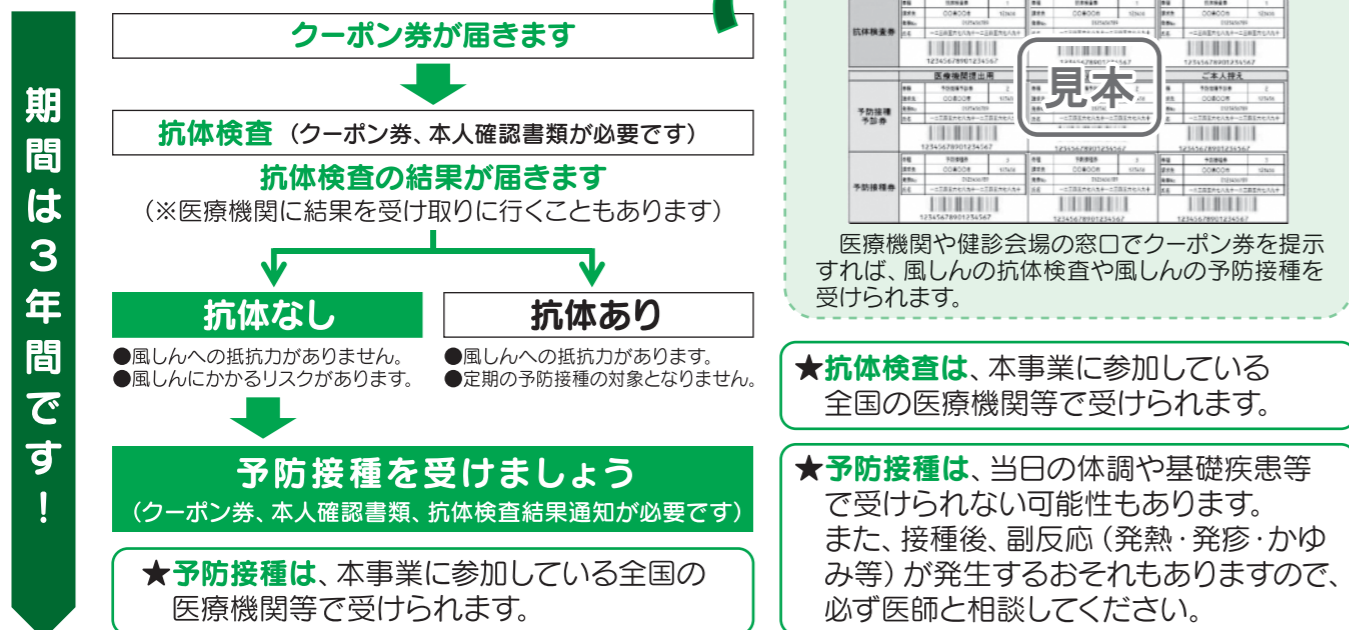 期間は3年間です！
クーポン券が届きます
抗体検査（クーポン券、本人確認書類が必要です）
抗体検査の結果が届きます
（※医療機関に結果を受け取りに行くこともあります）
抗体なし
●風しんへの抵抗力がありません。
●風しんにかかるリスクがあります。
抗体あり
●風しんへの抵抗力があります。
●定期の予防接種の対象となりません。
予防接種を受けましょう
（クーポン券、本人確認書類、抗体検査結果通知が必要です）
★予防接種は、本事業に参加している全国の
医療機関等で受けられます。
抗体検査券
12345678901234567
見本
医療機関提出用
ご本人控え
予防接種
予診券
12345678901234567
12345678901234567
12345678901234567
予防接種券
12345678901234567
12345678901234567
12345678901234567
医療機関や健診会場の窓口でクーポン券を提示
すれば、風しんの抗体検査や風しんの予防接種を
受けられます。
★抗体検査は、本事業に参加している
全国の医療機関等で受けられます。
★予防接種は、当日の体調や基礎疾患等
で受けられない可能性もあります。
また、接種後、副反応（発熱・発疹・かゆ
み等）が発生するおそれもありますので、
必ず医師と相談してください。